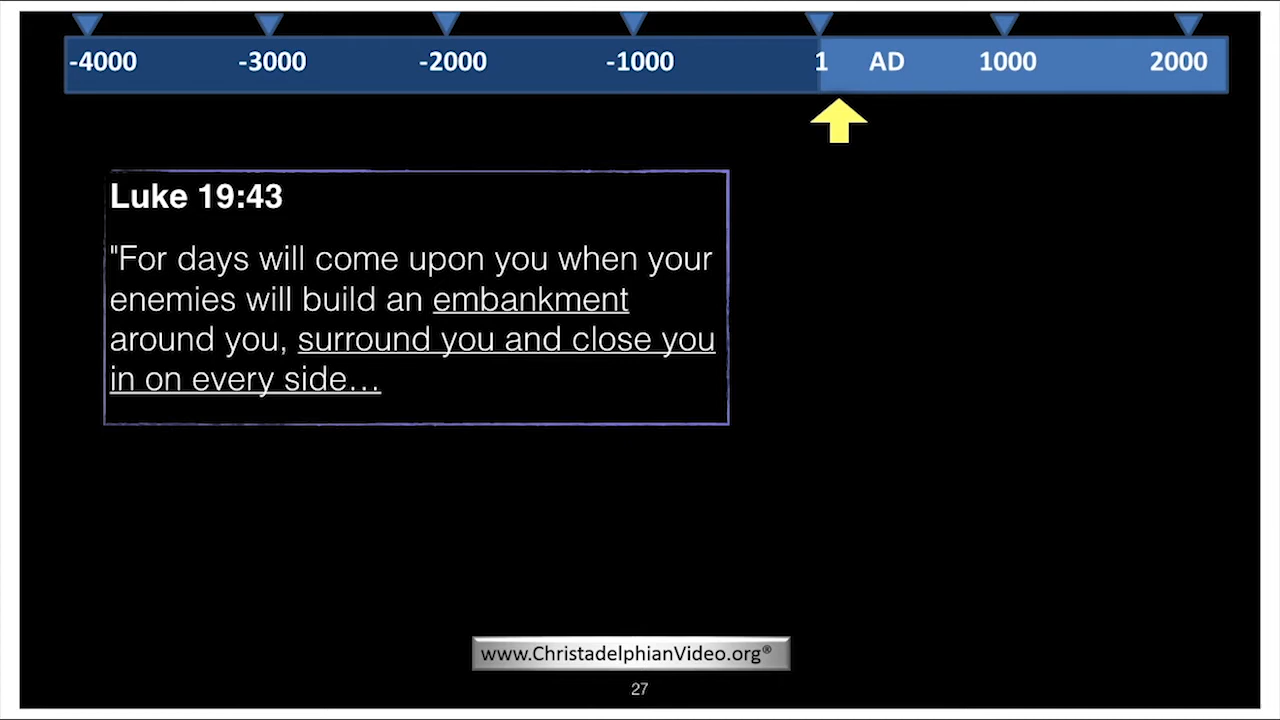 -4000 -3000 -2000 -1000 1 AD 1000 2000
Luke 19:43
"For days will come upon you when your
enemies will build an embankment
around you, surround you and close you
in on every side…
www.ChristadelphianVideo.org®
27